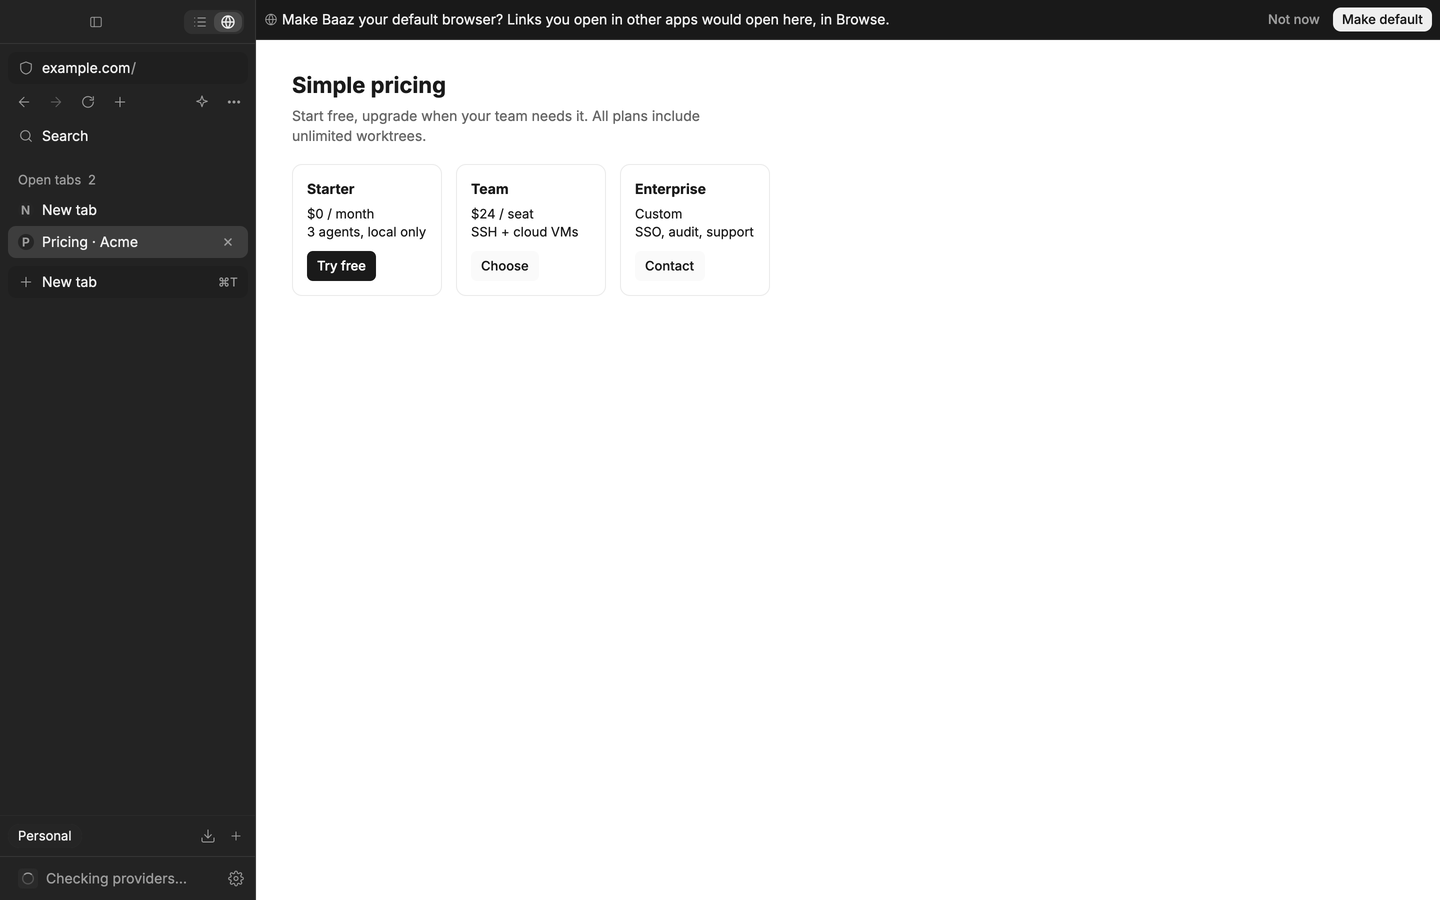 Make Baaz your default browser? Links you open in other apps would open here, in Browse.
Not now
Make default
example.com/
Search
Open tabs 2
N New tab
P Pricing · Acme
New tab ⌘T
Personal
Checking providers...
Simple pricing
Start free, upgrade when your team needs it. All plans include
unlimited worktrees.
Starter
$0 / month
3 agents, local only
Try free
Team
$24 / seat
SSH + cloud VMs
Choose
Enterprise
Custom
SSO, audit, support
Contact